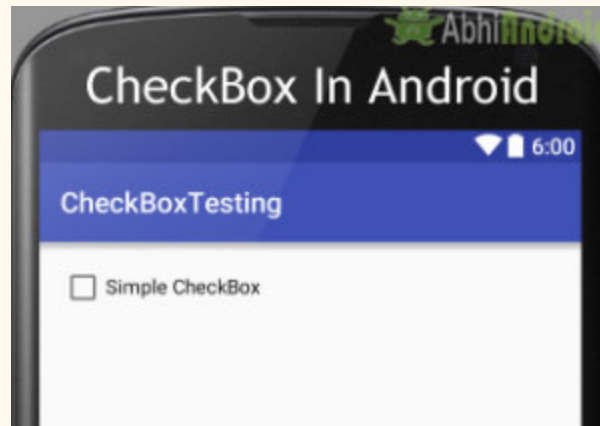 AbhiAndroid
CheckBox In Android
6:00
CheckBoxTesting
Simple CheckBox